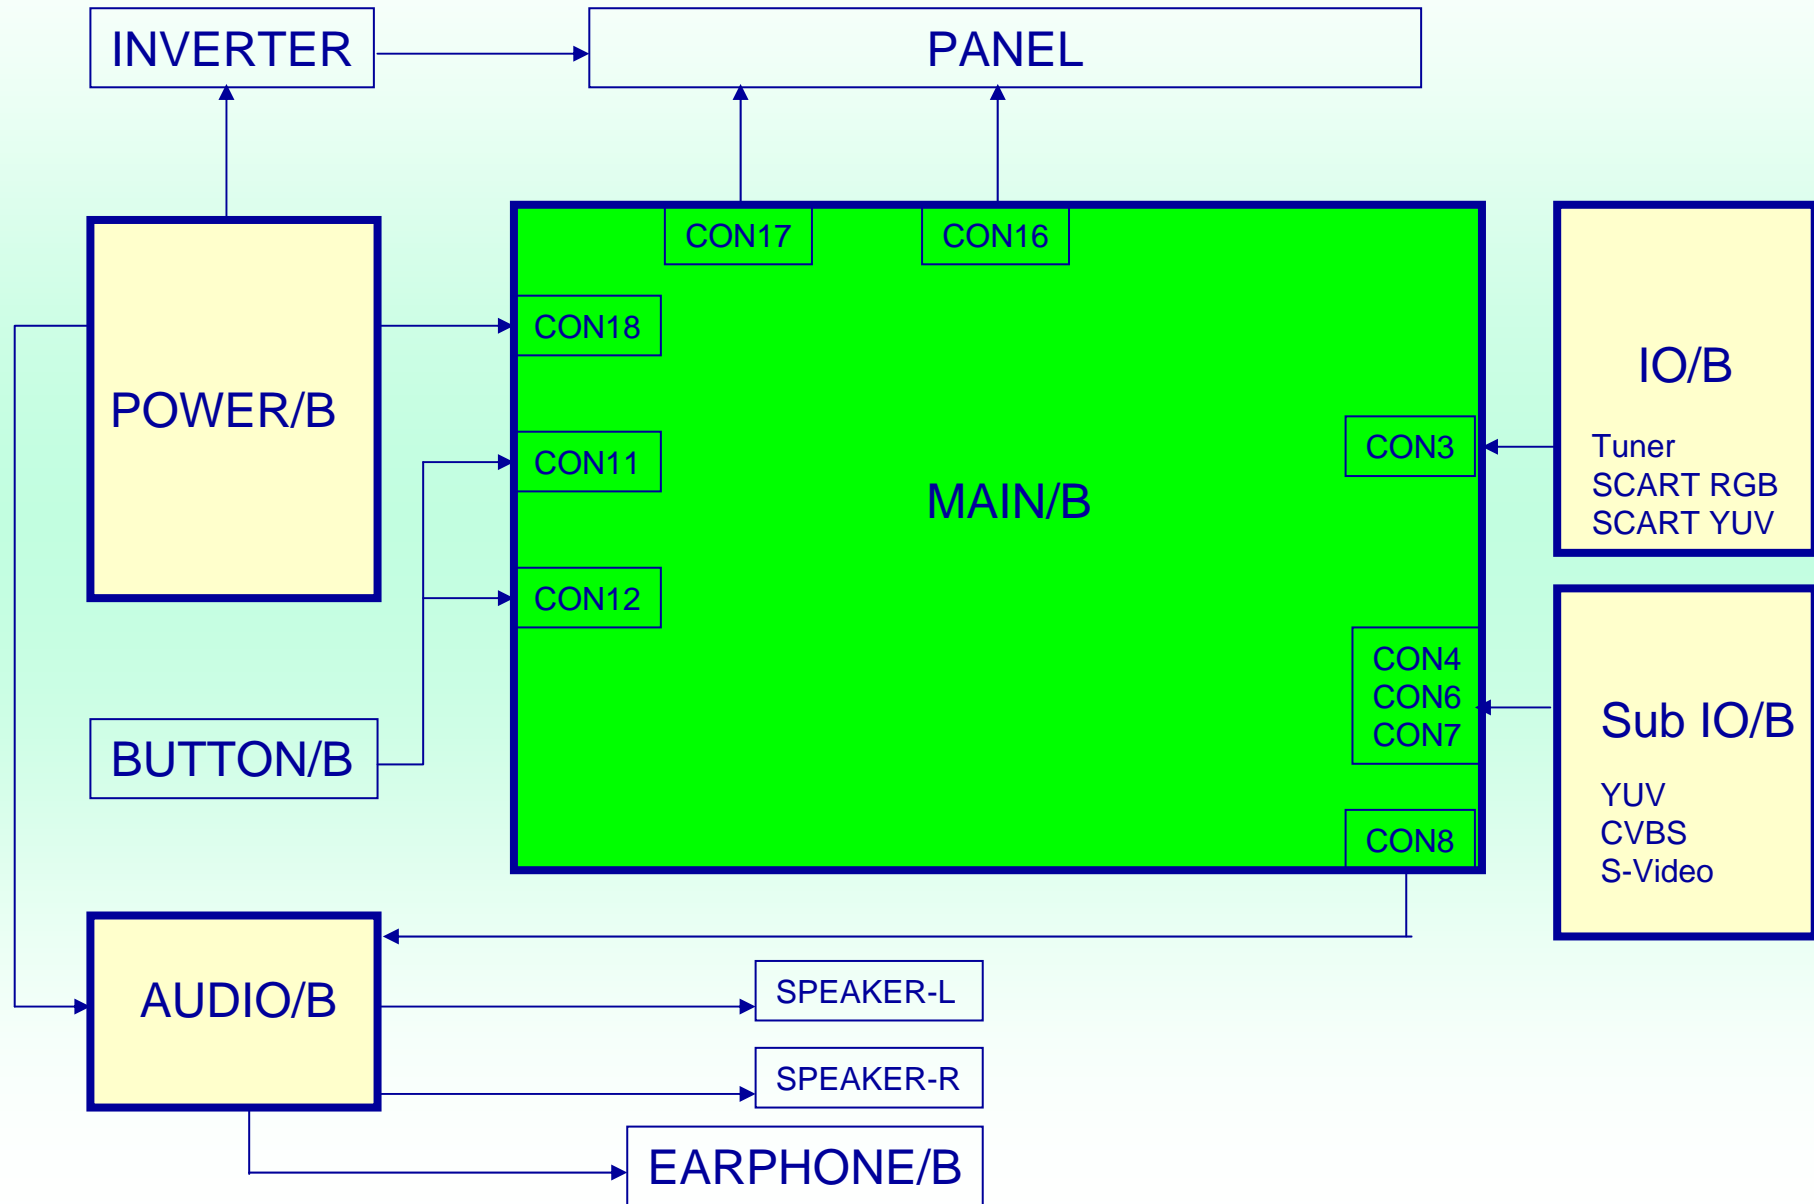 INVERTER
PANEL
CON17
CON16
CON18
POWER/B
IO/B
CON11
CON3
Tuner
SCART RGB
SCART YUV
MAIN/B
CON12
CON4
CON6
CON7
Sub IO/B
BUTTON/B
YUV
CVBS
S-Video
CON8
AUDIO/B
SPEAKER-L
SPEAKER-R
EARPHONE/B